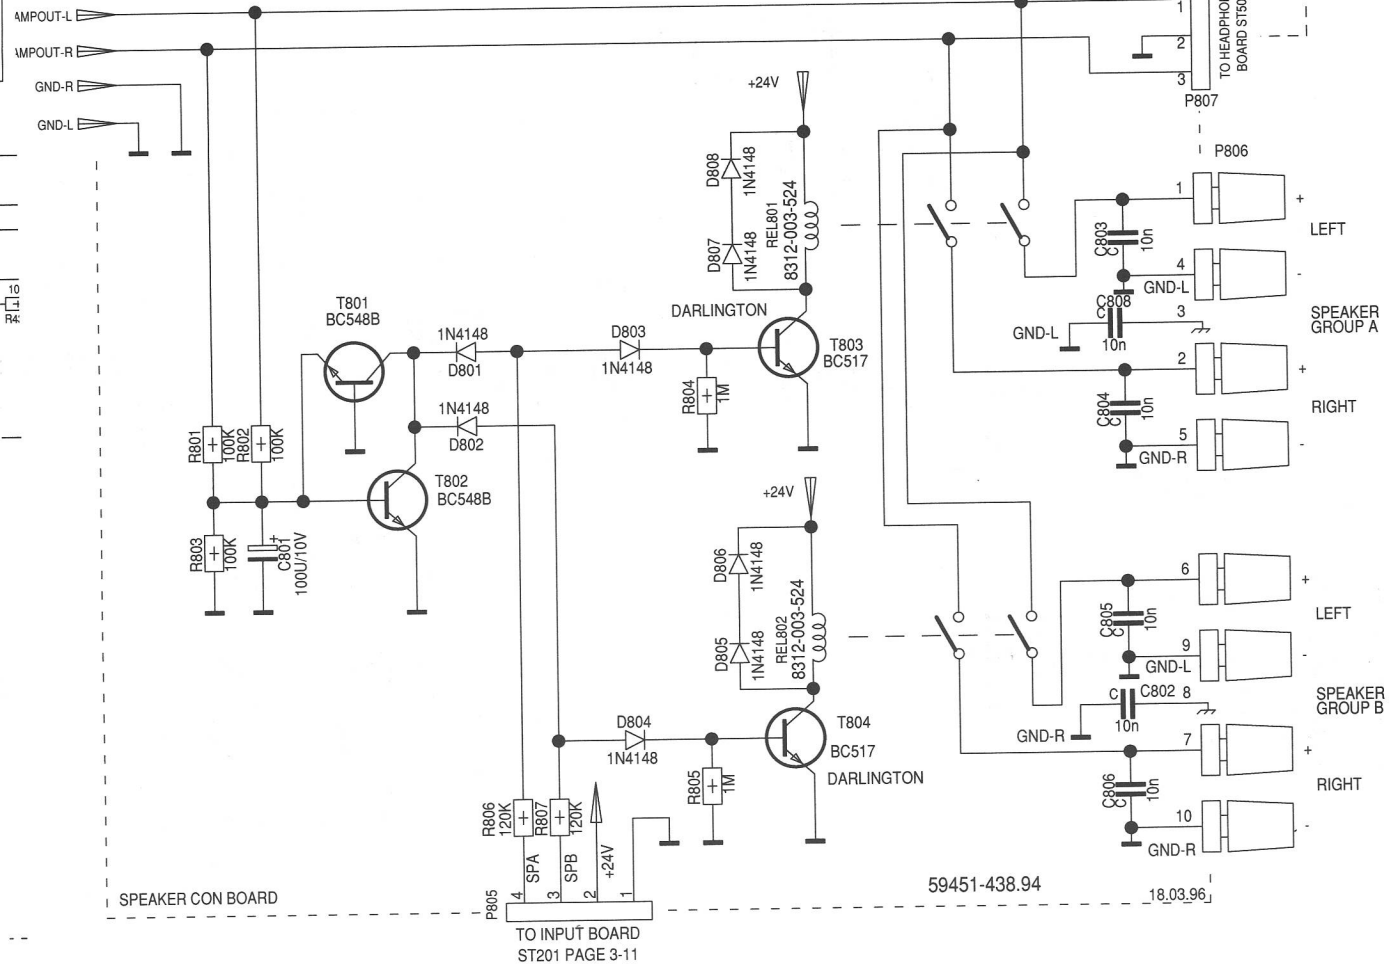 AMPOUT-L
AMPOUT-R
GND-R
GND-L
1
2
3
TO HEADPHO
BOARD ST50
P807
P806
+24V
D808
1N4148
D807
1N4148
REL801
8312-003-524
1
C803
C
10n
4
GND-L
+
LEFT
-
C808
C
10n
GND-L
3
SPEAKER
GROUP A
2
+
C804
C
10n
RIGHT
5
GND-R
-
10
R4
T801
BC548B
1N4148
D801
1N4148
D802
D803
1N4148
DARLINGTON
T803
BC517
R804
1M
R801
100K
R802
100K
T802
BC548B
R803
100K
C801
100U/10V
+
+24V
D806
1N4148
D805
1N4148
REL802
8312-003-524
6
+
C805
C
10n
LEFT
9
GND-L
-
C
C802
10n
8
GND-R
SPEAKER
GROUP B
7
+
C806
C
10n
RIGHT
10
GND-R
-
D804
1N4148
T804
BC517
DARLINGTON
R805
1M
R806
120K
R807
120K
SPA
SPB
+24V
4
3
2
1
P805
SPEAKER CON BOARD
59451-438.94
18.03.96
TO INPUT BOARD
ST201 PAGE 3-11